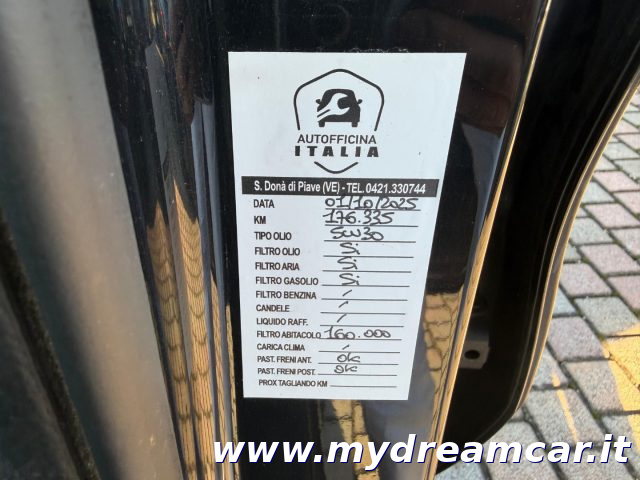 AUTOFFICINA
ITALIA
S. Donà di Piave (VE) - TEL.0421.330744
DATA 01/10/2025
KM 176.335
TIPO OLIO 5W30
FILTRO OLIO Si
FILTRO ARIA Si
FILTRO GASOLIO Si
FILTRO BENZINA /
CANDELE /
LIQUIDO RAFF. /
FILTRO ABITACOLO 160.000
CARICA CLIMA /
PAST. FRENI ANT. OK
PAST. FRENI POST. OK
PROX TAGLIANDO KM
www.mydreamcar.it